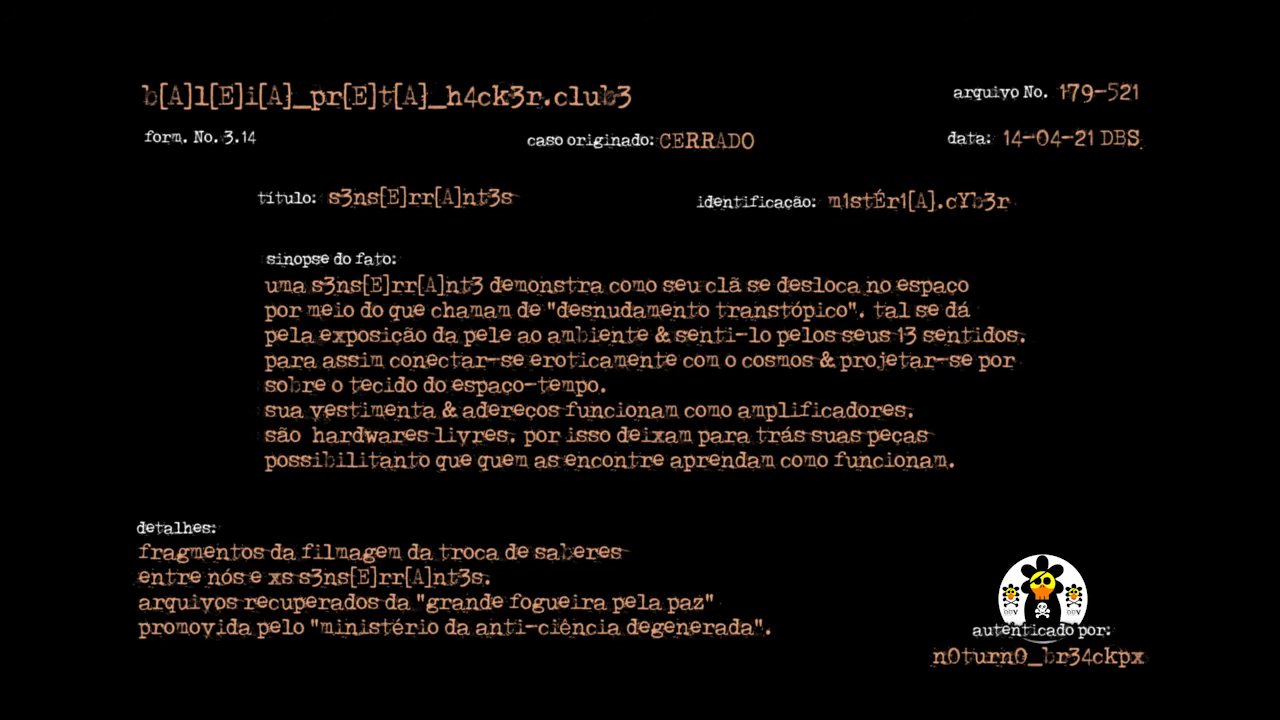 b[A]l[E]i[A]_pr[E]t[A]_h4ck3r.club3
arquivo No. 179-521
form. No. 3.14
caso originado: CERRADO
data: 14-04-21 DBS.
título: s3ns[E]rr[A]nt3s
identificação: m1stÉr1[A].cYb3r
sinopse do fato:
uma s3ns[E]rr[A]nt3 demonstra como seu clã se desloca no espaço
por meio do que chamam de "desnudamento transtópico". tal se dá
pela exposição da pele ao ambiente & senti-lo pelos seus 13 sentidos.
para assim conectar-se eroticamente com o cosmos & projetar-se por
sobre o tecido do espaço-tempo.
sua vestimenta & adereços funcionam como amplificadores.
são hardwares livres. por isso deixam para trás suas peças
possibilitanto que quem as encontre aprendam como funcionam.
detalhes:
fragmentos da filmagem da troca de saberes
entre nós e xs s3ns[E]rr[A]nt3s.
arquivos recuperados da "grande fogueira pela paz"
promovida pelo "ministério da anti-ciência degenerada".
autenticado por:
n0turn0_br34ckpx